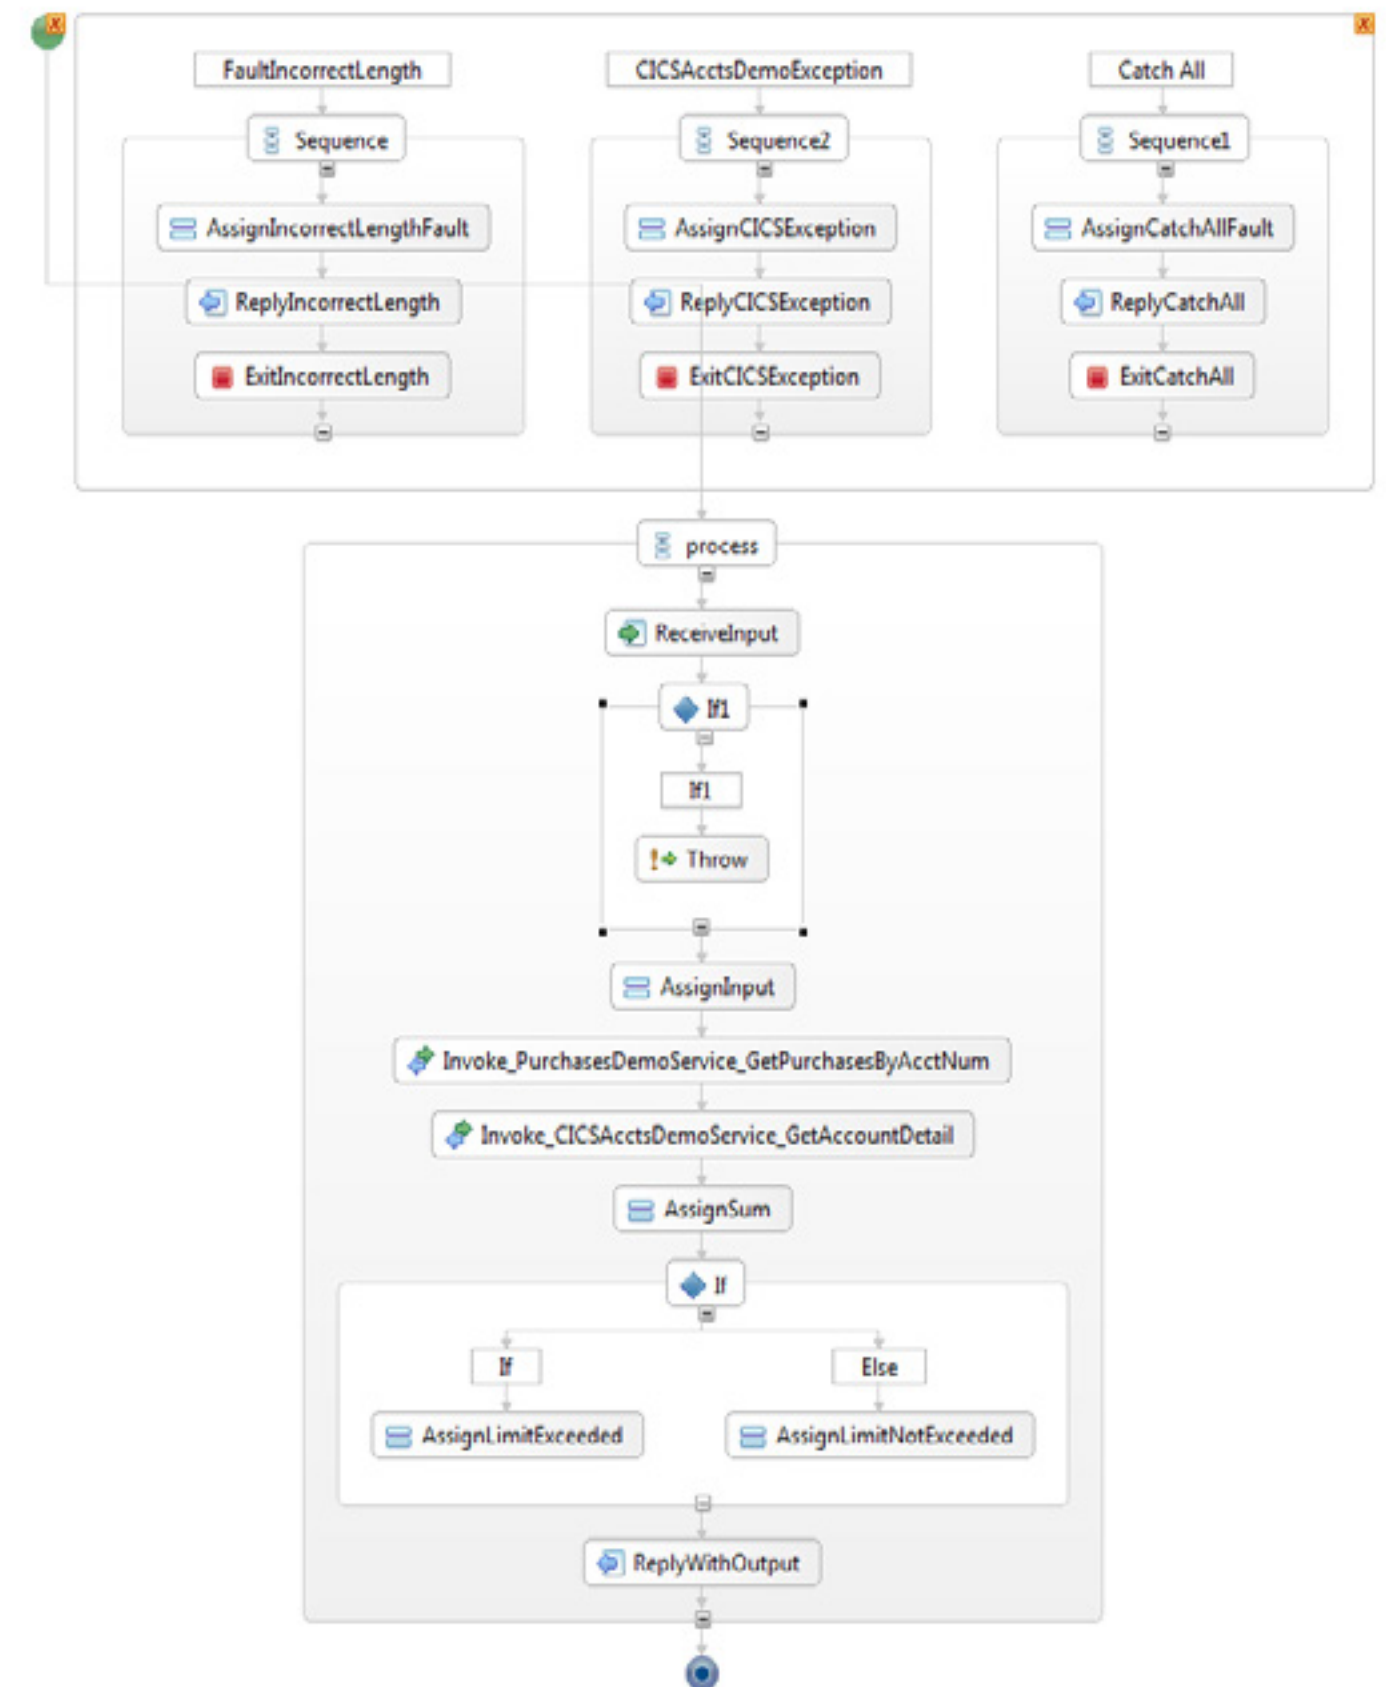 FaultIncorrectLength
CICSAcctsDemoException
Catch All
Sequence
Sequence2
Sequence1
AssignIncorrectLengthFault
AssignCICSException
AssignCatchAllFault
ReplyIncorrectLength
ReplyCICSException
ReplyCatchAll
ExitIncorrectLength
ExitCICSException
ExitCatchAll
process
ReceiveInput
If1
If1
Throw
AssignInput
Invoke_PurchasesDemoService_GetPurchasesByAcctNum
Invoke_CICSAcctsDemoService_GetAccountDetail
AssignSum
If
If
Else
AssignLimitExceeded
AssignLimitNotExceeded
ReplyWithOutput